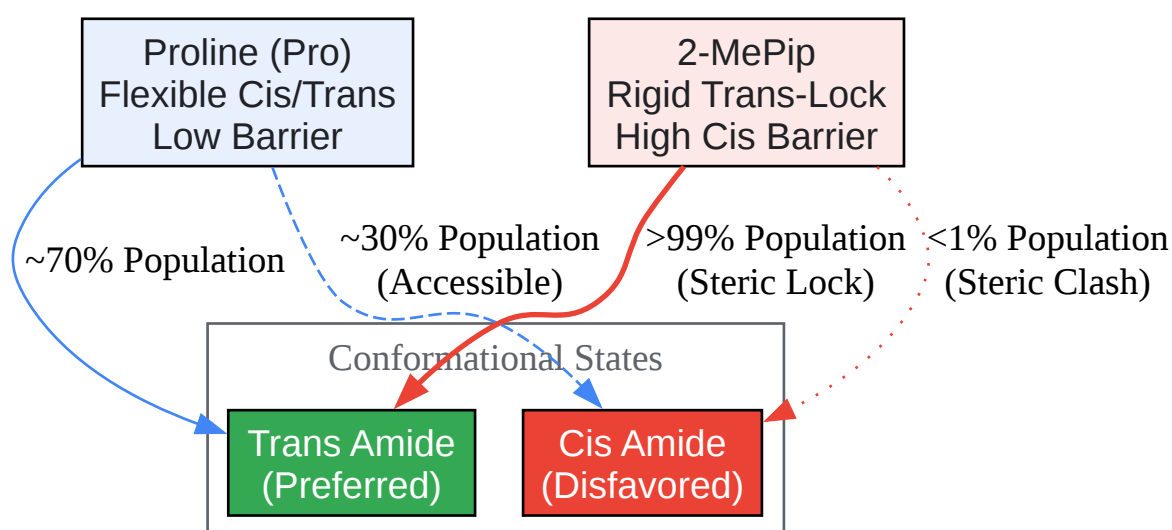 Proline (Pro)
Flexible Cis/Trans
Low Barrier
2-MePip
Rigid Trans-Lock
High Cis Barrier
~70% Population
~30% Population
(Accessible)
>99% Population
(Steric Lock)
<1% Population
(Steric Clash)
Conformational States
Trans Amide
(Preferred)
Cis Amide
(Disfavored)